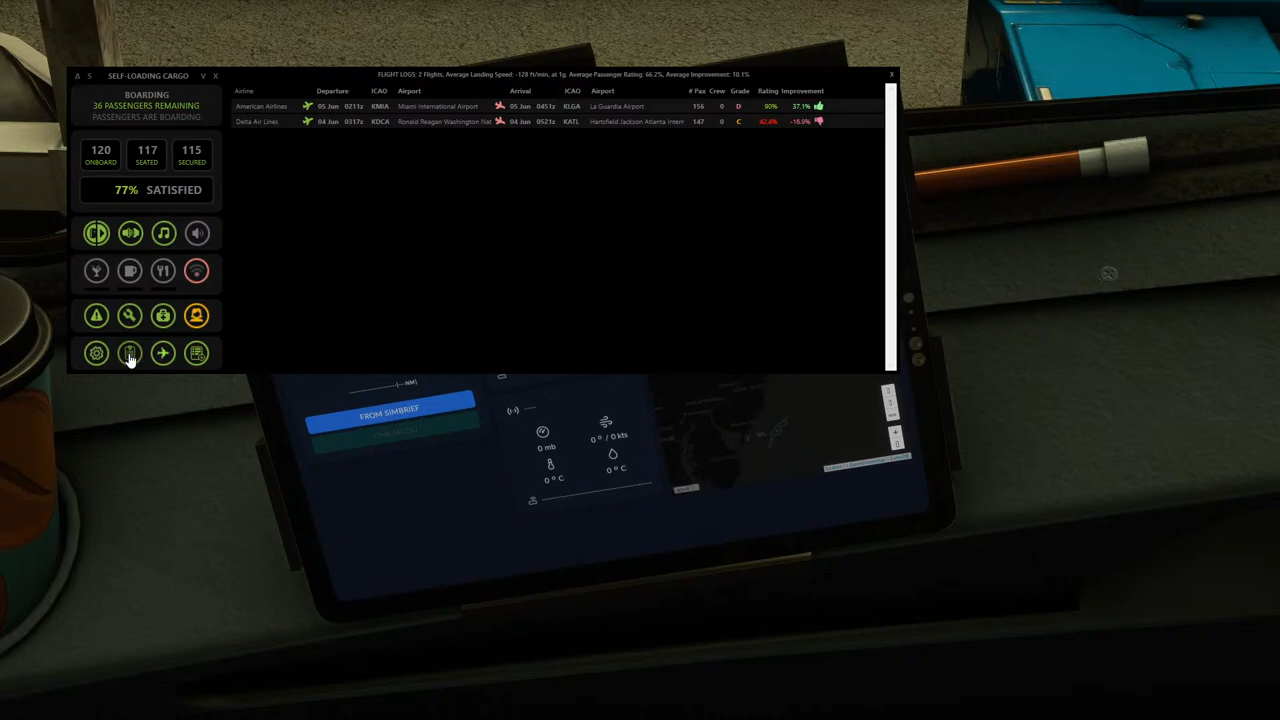 Δ S SELF-LOADING CARGO V X
BOARDING
36 PASSENGERS REMAINING
PASSENGERS ARE BOARDING
120 117 115
ONBOARD SEATED SECURED
77% SATISFIED
FLIGHT LOGS: 2 Flights, Average Landing Speed: -128 ft/min, at 1g. Average Passenger Rating: 66.2%, Average Improvement: 10.1% X
Airline Departure ICAO Airport Arrival ICAO Airport # Pax Crew Grade Rating Improvement
American Airlines 05 Jun 0211z KMIA Miami International Airport 05 Jun 0451z KLGA La Guardia Airport 156 0 D 90% 37.1%
Delta Air Lines 04 Jun 0317z KDCA Ronald Reagan Washington Nat 04 Jun 0521z KATL Hartsfield Jackson Atlanta Intern 147 0 C 42.4% -16.9%
(---NM)
FROM SIMBRIEF
0 mb
0 ° / 0 kts
0 ° C
0 ° C